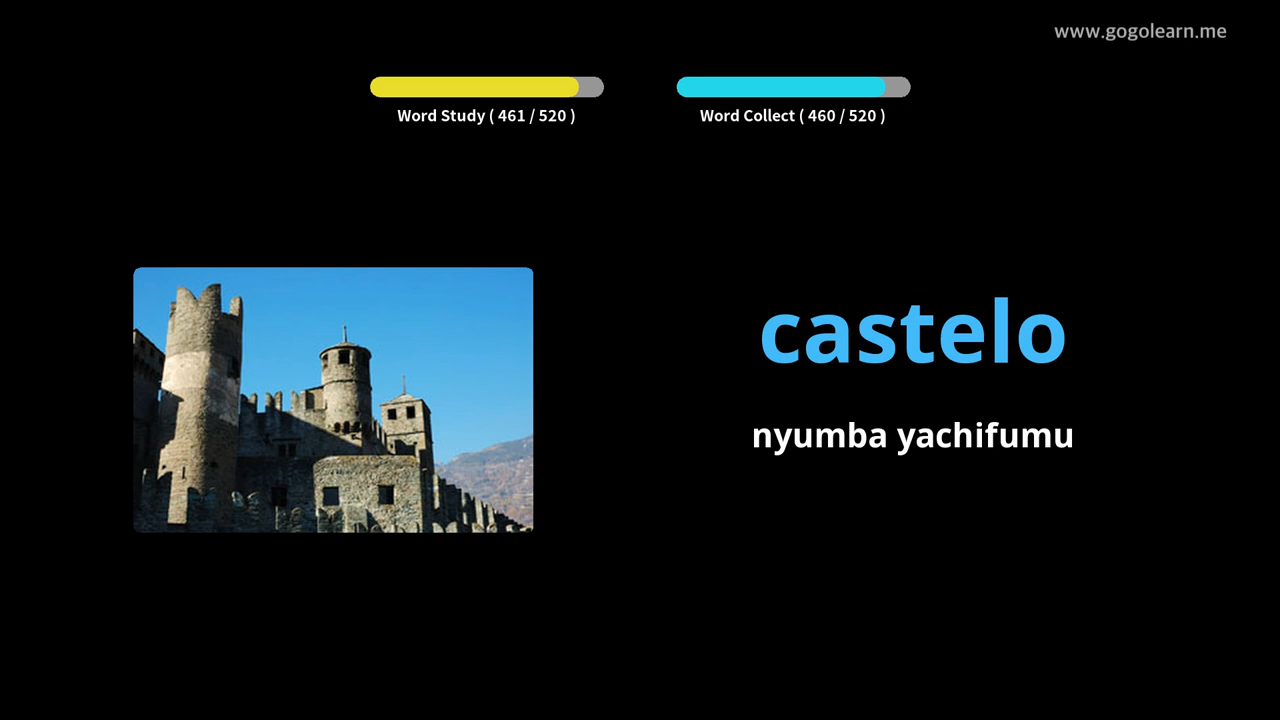 www.gogolearn.me
Word Study ( 461 / 520 )
Word Collect ( 460 / 520 )
castelo
nyumba yachifumu